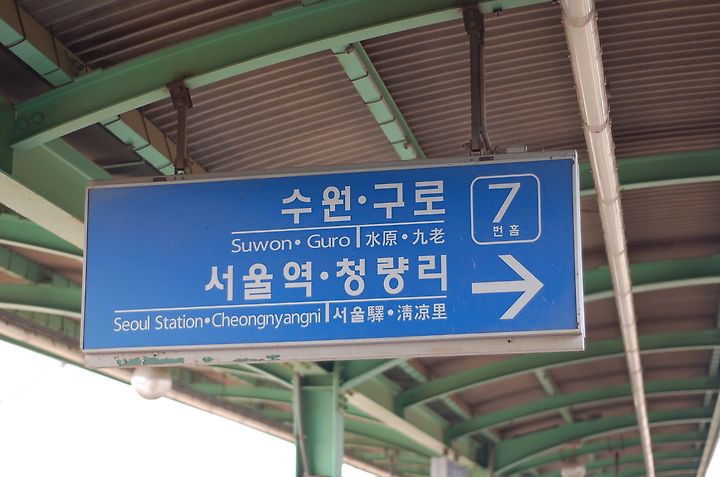 수원·구로
Suwon·Guro | 水原·九老
서울역·청량리
Seoul Station·Cheongnyangni | 서울驛·淸凉里
7
번 홈
→